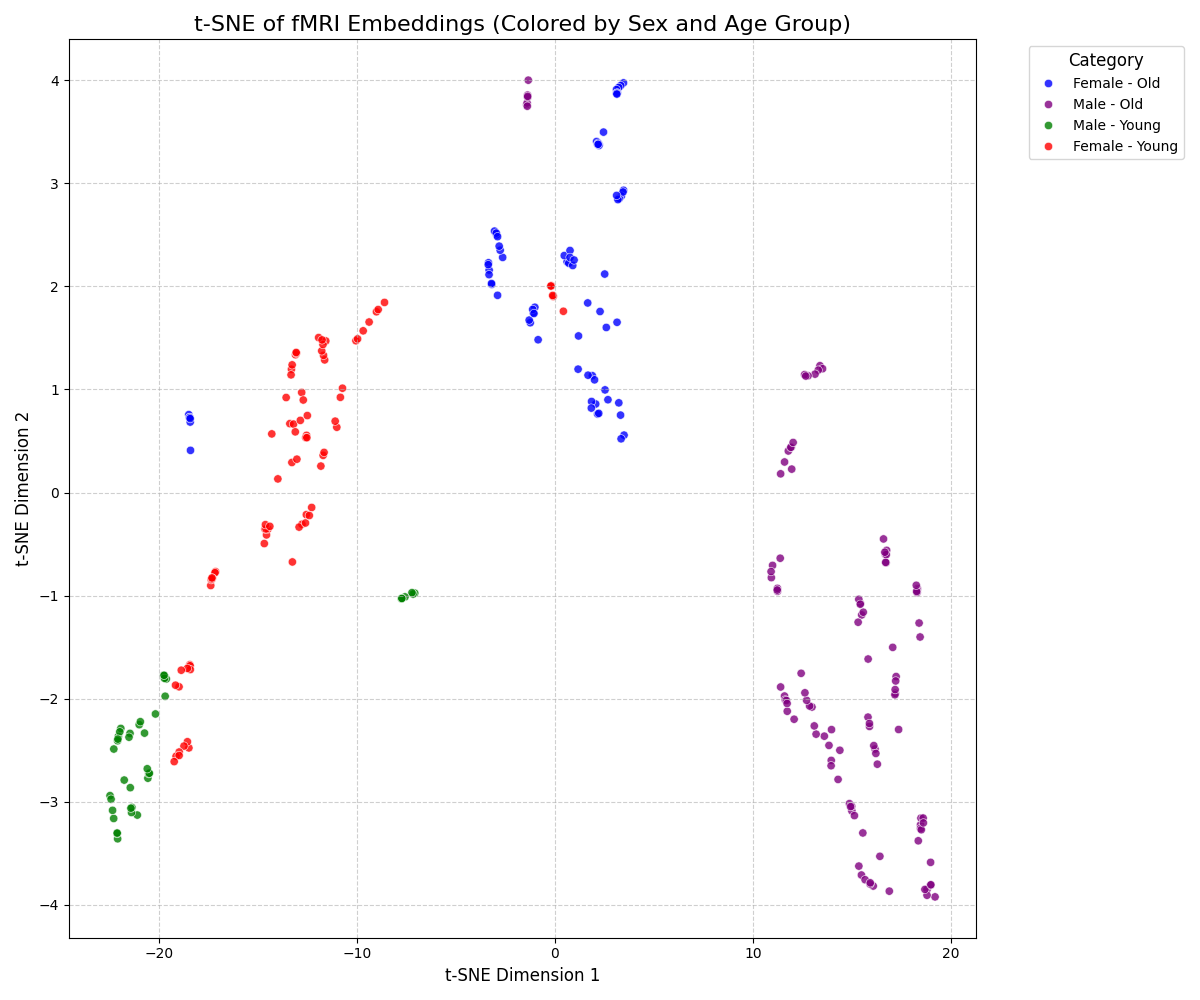 t-SNE of fMRI Embeddings (Colored by Sex and Age Group)
Category
Female - Old
Male - Old
Male - Young
Female - Young
t-SNE Dimension 2
4
3
2
1
0
−1
−2
−3
−4
−20
−10
0
10
20
t-SNE Dimension 1